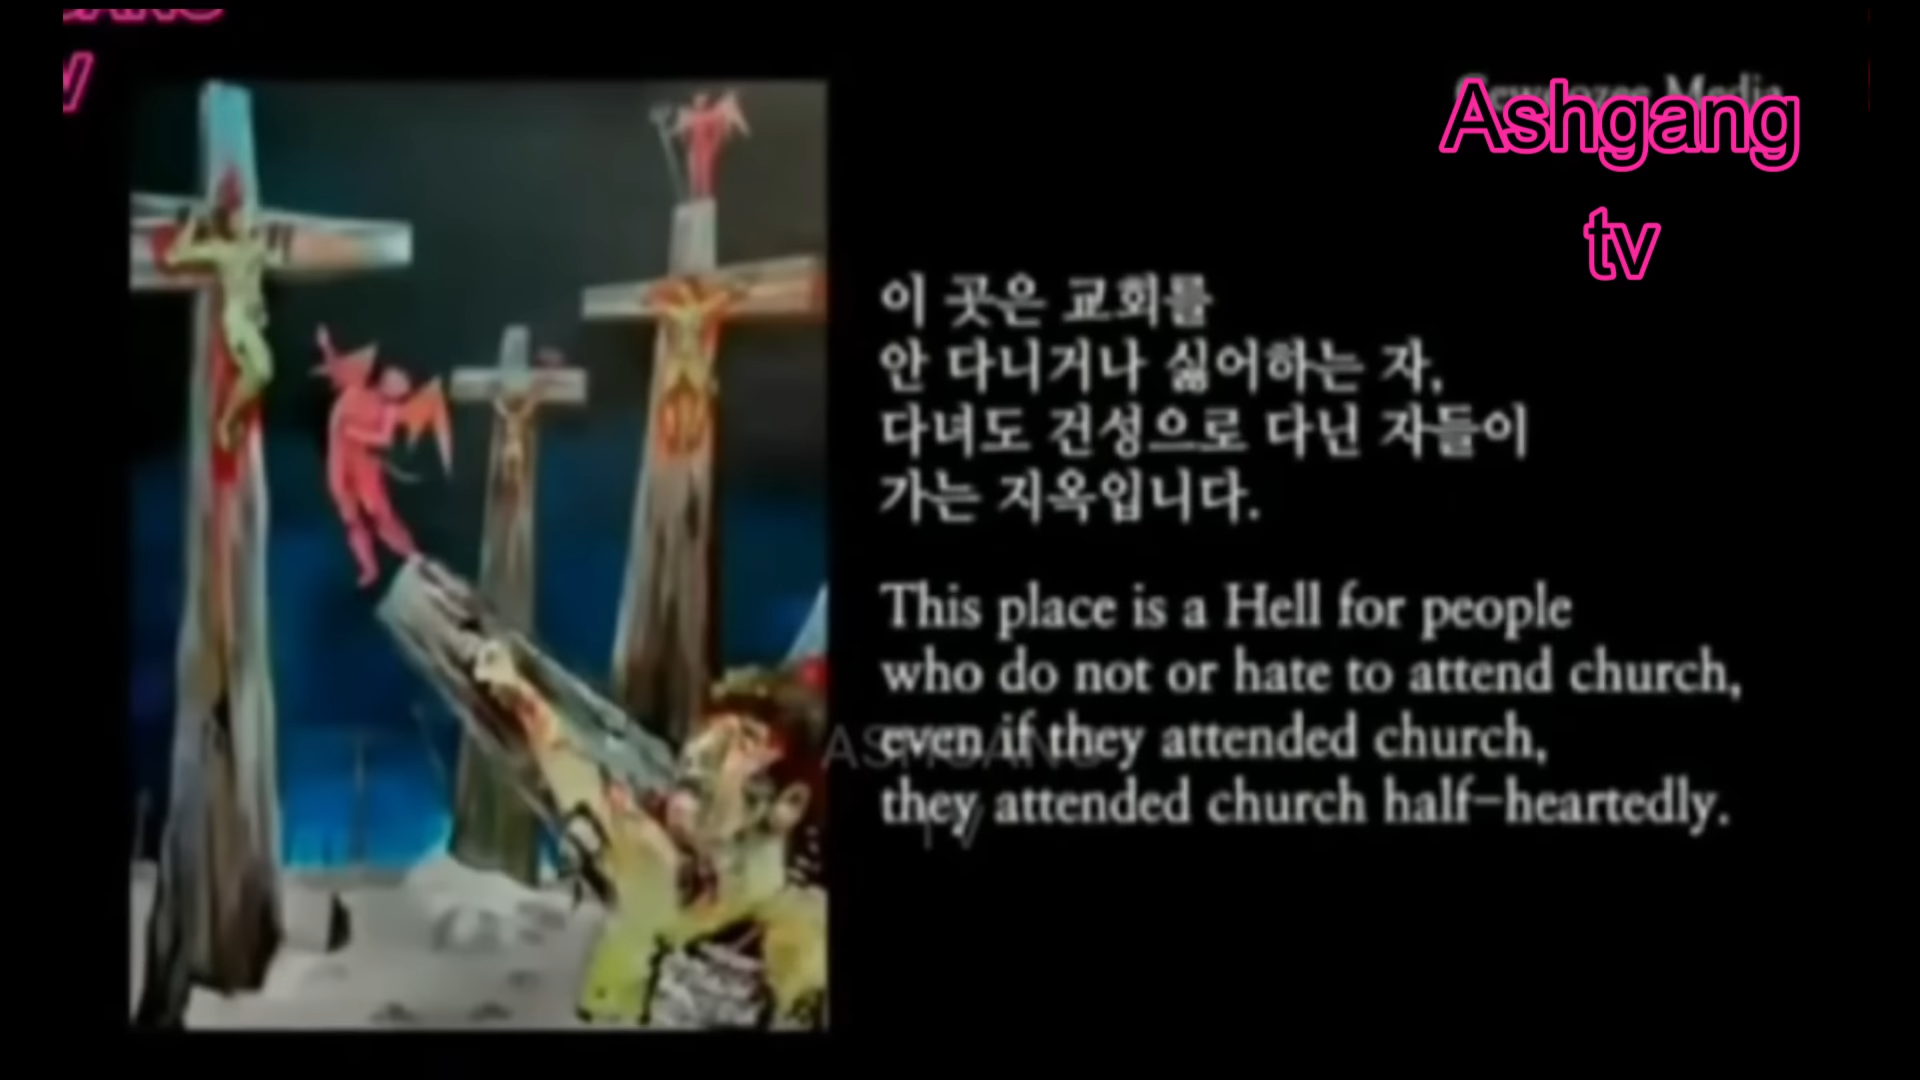 Ashgang
tv
이 곳은 교회를
안 다니거나 싫어하는 자,
다녀도 건성으로 다닌 자들이
가는 지옥입니다.
This place is a Hell for people
who do not or hate to attend church,
even if they attended church,
they attended church half-heartedly.
ASHGANG
TV